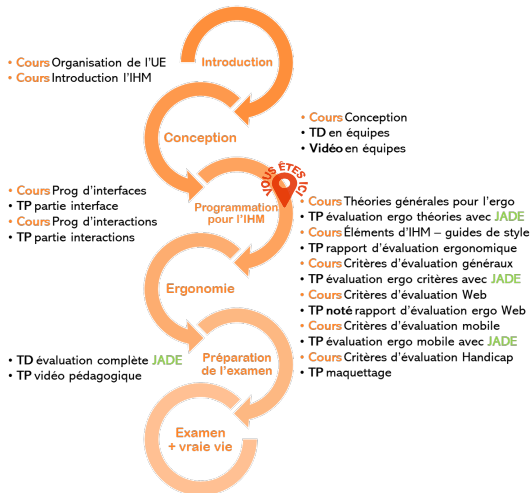 Introduction
• Cours Organisation de l'UE
• Cours Introduction l'IHM
Conception
• Cours Conception
• TD en équipes
• Vidéo en équipes
VOUS ÊTES ICI
Programmation
pour l'IHM
• Cours Prog d'interfaces
• TP partie interface
• Cours Prog d'interactions
• TP partie interactions
Ergonomie
• Cours Théories générales pour l'ergo
• TP évaluation ergo théories avec JADE
• Cours Éléments d'IHM – guides de style
• TP rapport d'évaluation ergonomique
• Cours Critères d'évaluation généraux
• TP évaluation ergo critères avec JADE
• Cours Critères d'évaluation Web
• TP noté rapport d'évaluation ergo Web
• Cours Critères d'évaluation mobile
• TP évaluation ergo mobile avec JADE
• Cours Critères d'évaluation Handicap
• TP maquettage
Préparation
de l'examen
• TD évaluation complète JADE
• TP vidéo pédagogique
Examen
+ vraie vie